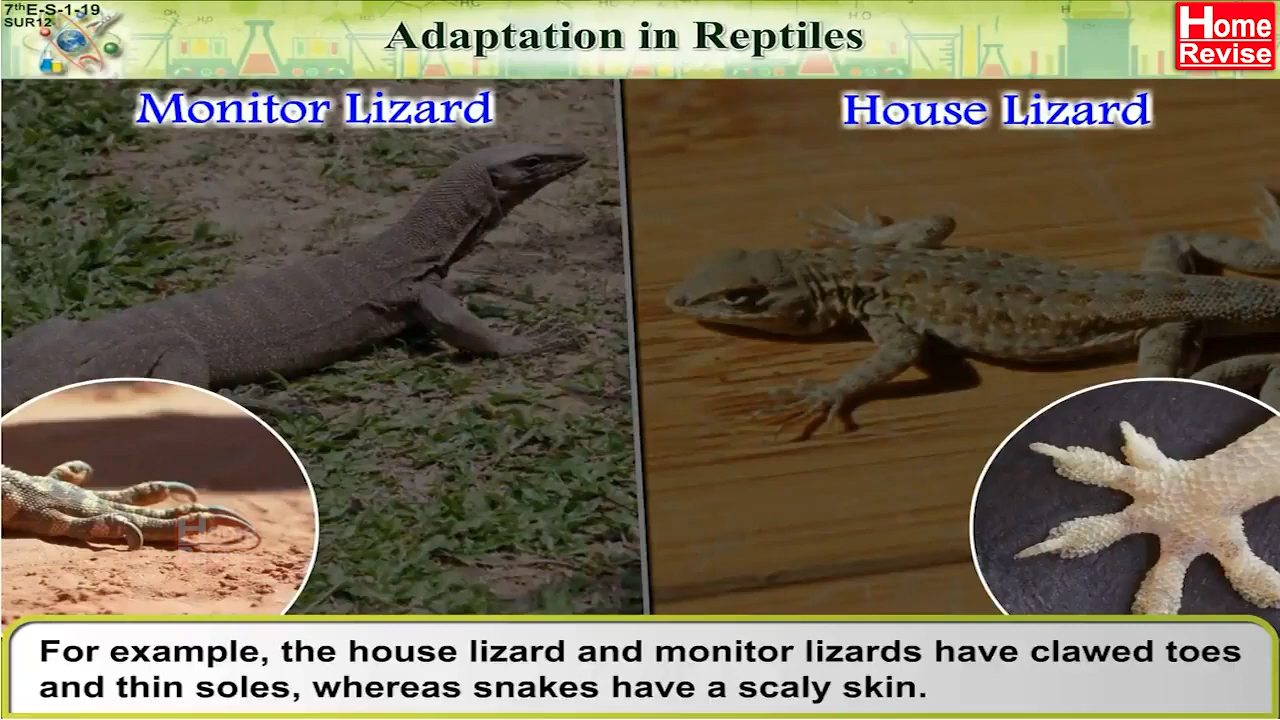 7thE-S-1-19
SUR12
Adaptation in Reptiles
Home
Revise
Monitor Lizard
House Lizard
For example, the house lizard and monitor lizards have clawed toes
and thin soles, whereas snakes have a scaly skin.